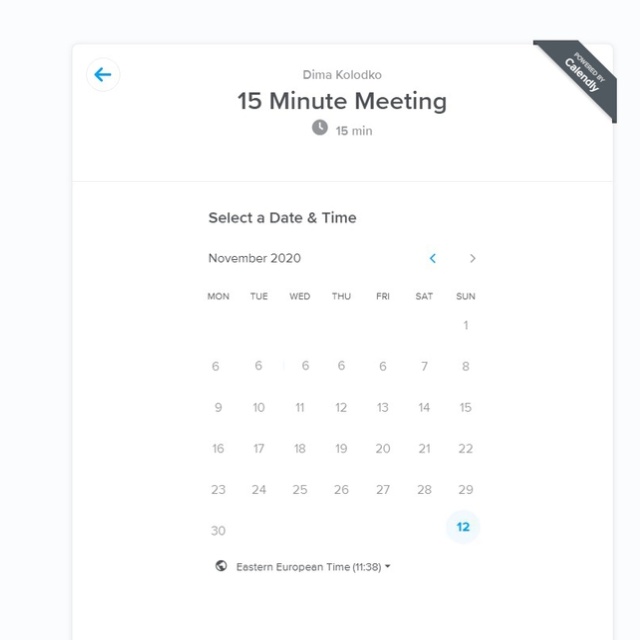 POWERED BY
Calendly
Dima Kolodko
15 Minute Meeting
15 min
Select a Date & Time
November 2020
MON TUE WED THU FRI SAT SUN
1
6 6 6 6 6 7 8
9 10 11 12 13 14 15
16 17 18 19 20 21 22
23 24 25 26 27 28 29
30 12
Eastern European Time (11:38)